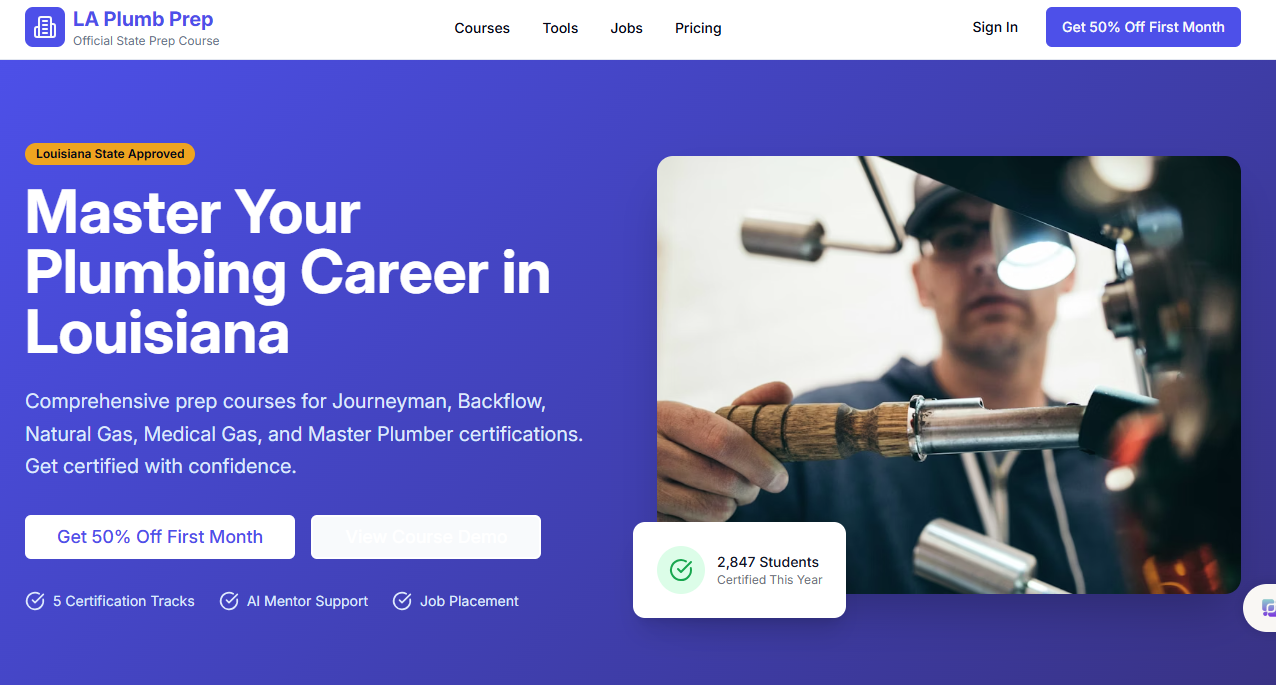 LA Plumb Prep
Official State Prep Course
Courses
Tools
Jobs
Pricing
Sign In
Get 50% Off First Month
Louisiana State Approved
Master Your
Plumbing Career in
Louisiana
Comprehensive prep courses for Journeyman, Backflow,
Natural Gas, Medical Gas, and Master Plumber certifications.
Get certified with confidence.
Get 50% Off First Month
View Course Demo
5 Certification Tracks
AI Mentor Support
Job Placement
2,847 Students
Certified This Year